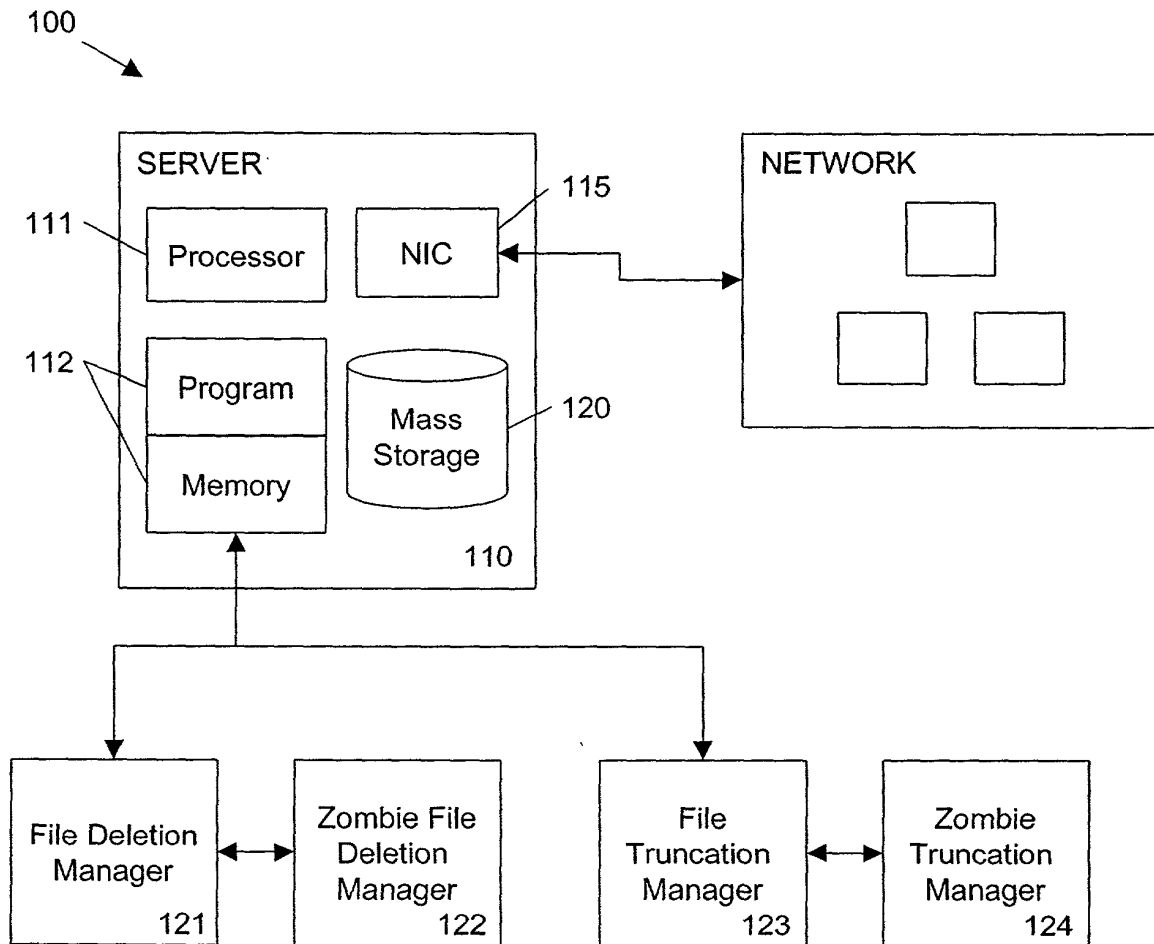 100
SERVER
NETWORK
115
111
Processor
NIC
112
Program
Mass
Storage
120
Memory
110
File Deletion
Manager
121
Zombie File
Deletion
Manager
122
File
Truncation
Manager
123
Zombie
Truncation
Manager
124